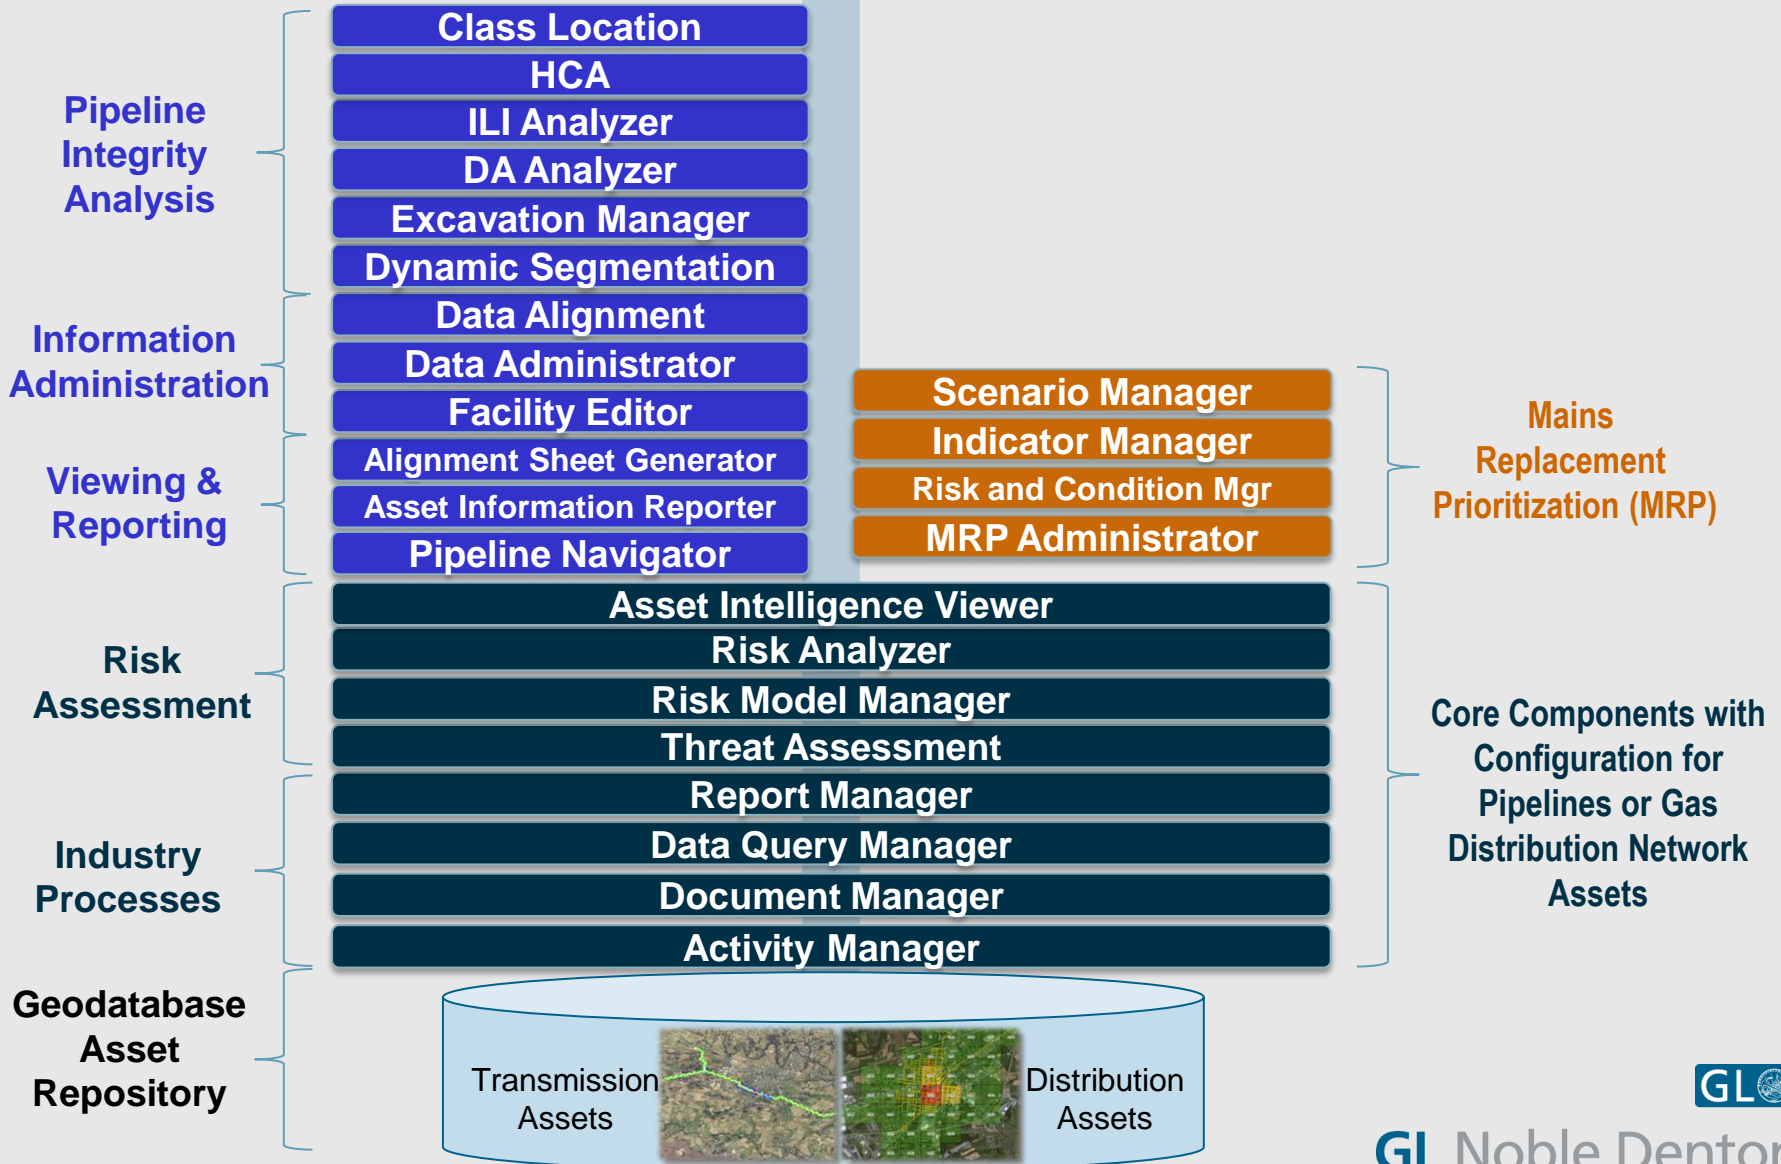 Pipeline
Integrity
Analysis
Class Location
HCA
ILI Analyzer
DA Analyzer
Excavation Manager
Dynamic Segmentation
Information
Administration
Data Alignment
Data Administrator
Facility Editor
Viewing &
Reporting
Alignment Sheet Generator
Asset Information Reporter
Pipeline Navigator
Scenario Manager
Indicator Manager
Risk and Condition Mgr
MRP Administrator
Mains
Replacement
Prioritization (MRP)
Risk
Assessment
Asset Intelligence Viewer
Risk Analyzer
Risk Model Manager
Threat Assessment
Industry
Processes
Report Manager
Data Query Manager
Document Manager
Activity Manager
Core Components with
Configuration for
Pipelines or Gas
Distribution Network
Assets
Geodatabase
Asset
Repository
Transmission
Assets
Distribution
Assets
GL
GL Noble Denton